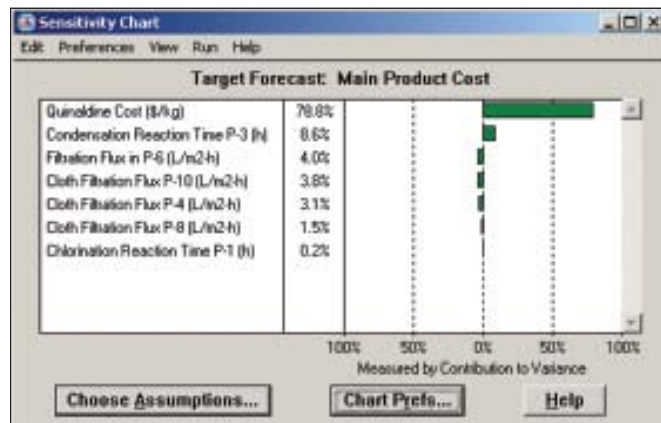 Sensitivity Chart
Edit Preferences View Run Help
Target Forecast: Main Product Cost
Quinaldine Cost ($/kg) 78.8%
Condensation Reaction Time P-3 (h) 8.6%
Filtration Flux in P-6 (L/m2-h) 4.0%
Cloth Filtration Flux P-10 (L/m2-h) 3.8%
Cloth Filtration Flux P-4 (L/m2-h) 3.1%
Cloth Filtration Flux P-8 (L/m2-h) 1.5%
Chlorination Reaction Time P-1 (h) 0.2%
100% 50% 0% 50% 100%
Measured by Contribution to Variance
Choose Assumptions... Chart Prefs... Help